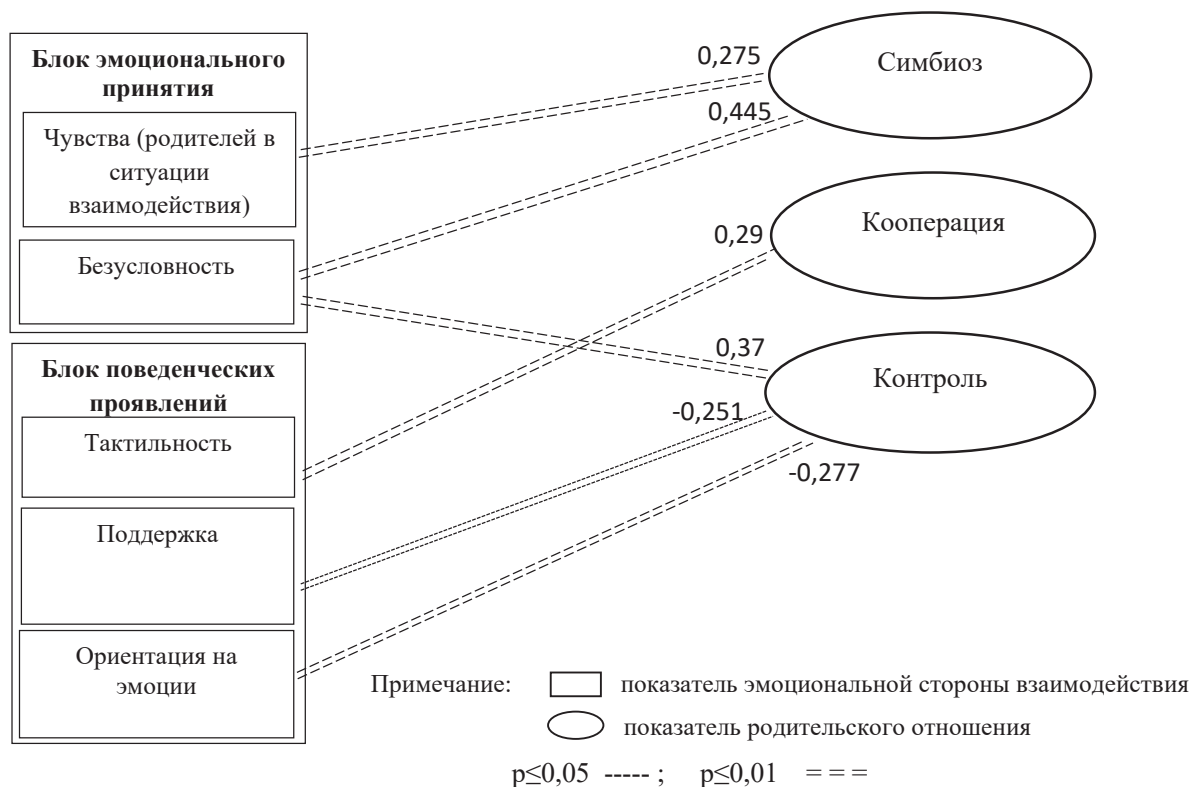 Блок эмоционального
принятия
Чувства (родителей в
ситуации
взаимодействия)
Безусловность
Блок поведенческих
проявлений
Тактильность
Поддержка
Ориентация на
эмоции
0,275
0,445
0,29
0,37
-0,251
-0,277
Симбиоз
Кооперация
Контроль
Примечание: показатель эмоциональной стороны взаимодействия
показатель родительского отношения
p≤0,05 ----- ; p≤0,01 = = =